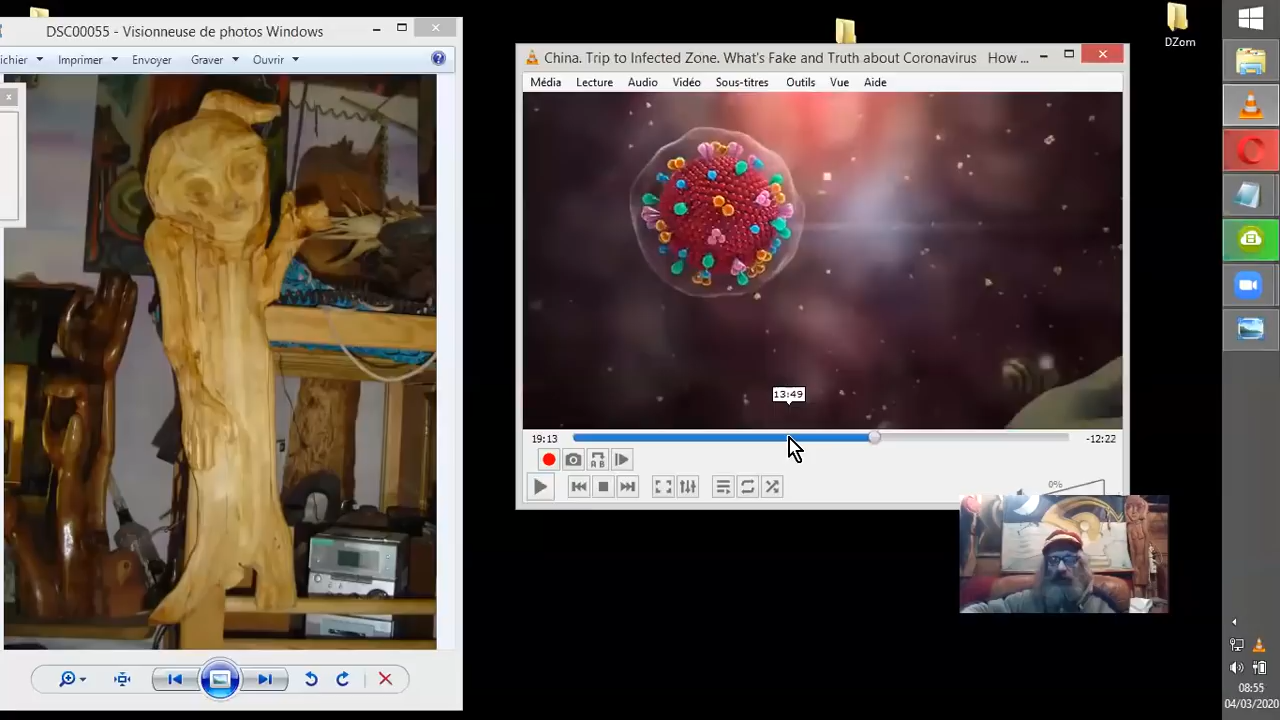 DSC00055 - Visionneuse de photos Windows
chier Imprimer Envoyer Graver Ouvrir
China. Trip to Infected Zone. What's Fake and Truth about Coronavirus How ...
Média Lecture Audio Vidéo Sous-titres Outils Vue Aide
13:49
19:13 -12:22
A B
0%
DZom
08:55
04/03/2020